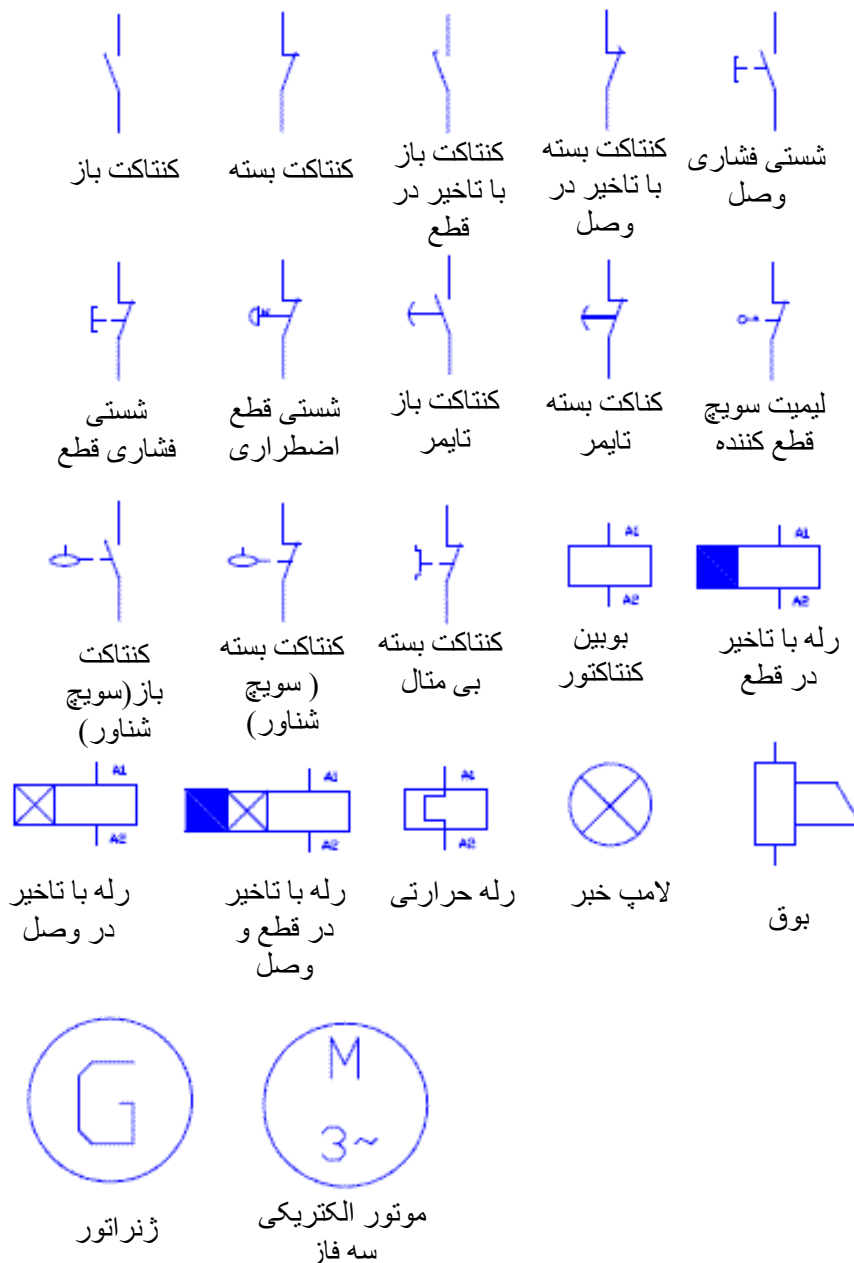 کنتاکت باز
کنتاکت بسته
کنتاکت باز
با تاخیر در
قطع
کنتاکت بسته
با تاخیر در
وصل
شستی فشاری
وصل
شستی
فشاری قطع
شستی قطع
اضطراری
کنتاکت باز
تایمر
کناکت بسته
تایمر
لیمیت سویچ
قطع کننده
کنتاکت
باز(سویچ
شناور)
کنتاکت بسته
( سویچ
شناور)
کنتاکت بسته
بی متال
A1
A2
بوبین
کنتاکتور
A1
A2
رله با تاخیر
در قطع
A1
A2
رله با تاخیر
در وصل
A1
A2
رله با تاخیر
در قطع و
وصل
A1
A2
رله حرارتی
لامپ خبر
بوق
G
ژنراتور
M
3~
موتور الکتریکی
سه فاز